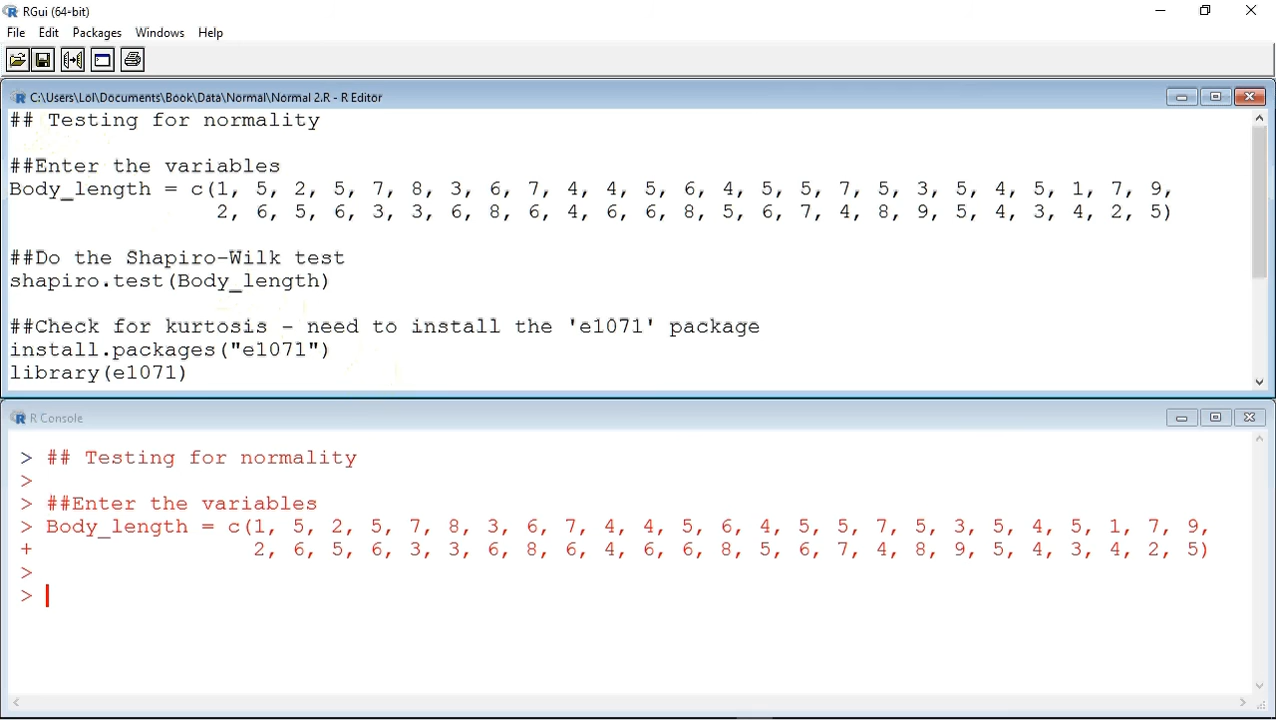 RGui (64-bit)
File Edit Packages Windows Help
C:\Users\Lol\Documents\Book\Data\Normal\Normal 2.R - R Editor
## Testing for normality
##Enter the variables
Body_length = c(1, 5, 2, 5, 7, 8, 3, 6, 7, 4, 4, 5, 6, 4, 5, 5, 7, 5, 3, 5, 4, 5, 1, 7, 9,
2, 6, 5, 6, 3, 3, 6, 8, 6, 4, 6, 6, 8, 5, 6, 7, 4, 8, 9, 5, 4, 3, 4, 2, 5)
##Do the Shapiro-Wilk test
shapiro.test(Body_length)
##Check for kurtosis - need to install the 'e1071' package
install.packages("e1071")
library(e1071)
R Console
> ## Testing for normality
>
> ##Enter the variables
> Body_length = c(1, 5, 2, 5, 7, 8, 3, 6, 7, 4, 4, 5, 6, 4, 5, 5, 7, 5, 3, 5, 4, 5, 1, 7, 9,
+ 2, 6, 5, 6, 3, 3, 6, 8, 6, 4, 6, 6, 8, 5, 6, 7, 4, 8, 9, 5, 4, 3, 4, 2, 5)
>
>